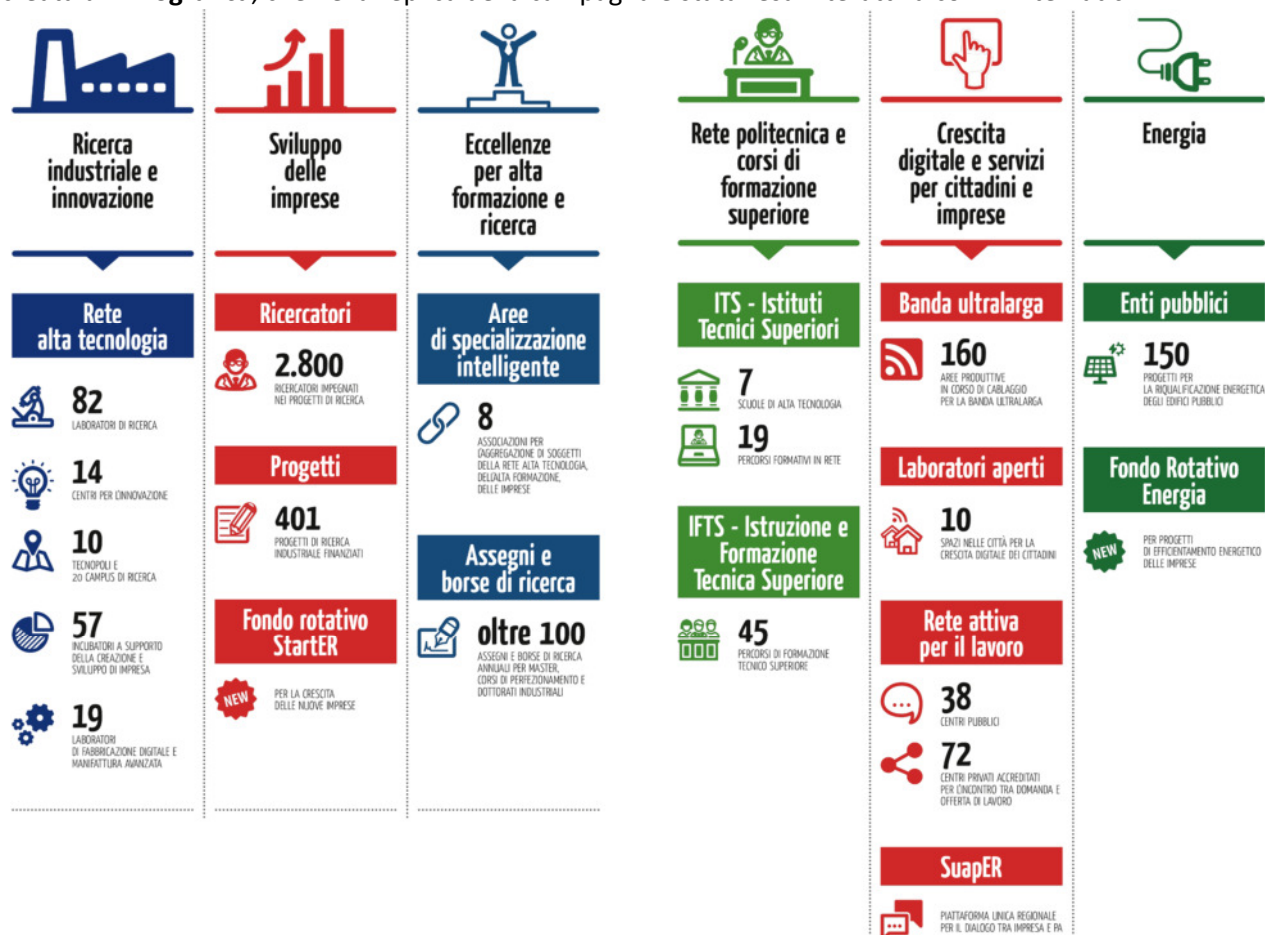 Ricerca
industriale e
innovazione
Rete
alta tecnologia
82
LABORATORI DI RICERCA
14
CENTRI PER L'INNOVAZIONE
10
TECNOPOLI E
20 CAMPUS DI RICERCA
57
INCUBATORI A SUPPORTO
DELLA CREAZIONE E
SVILUPPO DI IMPRESA
19
LABORATORI
DI FABBRICAZIONE DIGITALE E
MANIFATTURA AVANZATA
Sviluppo
delle
imprese
Ricercatori
2.800
RICERCATORI IMPEGNATI
NEI PROGETTI DI RICERCA
Progetti
401
PROGETTI DI RICERCA
INDUSTRIALE FINANZIATI
Fondo rotativo
StartER
NEW
PER LA CRESCITA
DELLE NUOVE IMPRESE
Eccellenze
per alta
formazione e
ricerca
Aree
di specializzazione
intelligente
8
ASSOCIAZIONI PER
L'AGGREGAZIONE DI SOGGETTI
DELLA RETE ALTA TECNOLOGIA,
DELL'ALTA FORMAZIONE,
DELLE IMPRESE
Assegni e
borse di ricerca
oltre 100
ASSEGNI E BORSE DI RICERCA
ANNUALI PER MASTER,
CORSI DI PERFEZIONAMENTO E
DOTTORATI INDUSTRIALI
Rete politecnica e
corsi di
formazione
superiore
ITS - Istituti
Tecnici Superiori
7
SCUOLE DI ALTA TECNOLOGIA
19
PERCORSI FORMATIVI IN RETE
IFTS - Istruzione e
Formazione
Tecnica Superiore
45
PERCORSI DI FORMAZIONE
TECNICO SUPERIORE
Crescita
digitale e servizi
per cittadini e
imprese
Banda ultralarga
160
AREE PRODUTTIVE
IN CORSO DI CABLAGGIO
PER LA BANDA ULTRALARGA
Laboratori aperti
10
SPAZI NELLE CITTÀ PER LA
CRESCITA DIGITALE DEI CITTADINI
Rete attiva
per il lavoro
38
CENTRI PUBBLICI
72
CENTRI PRIVATI ACCREDITATI
PER L'INCONTRO TRA DOMANDA E
OFFERTA DI LAVORO
SuapER
PIATTAFORMA UNICA REGIONALE
PER IL DIALOGO TRA IMPRESA E PA
Energia
Enti pubblici
150
PROGETTI PER
LA RIQUALIFICAZIONE ENERGETICA
DEGLI EDIFICI PUBBLICI
Fondo Rotativo
Energia
NEW
PER PROGETTI
DI EFFICIENTAMENTO ENERGETICO
DELLE IMPRESE